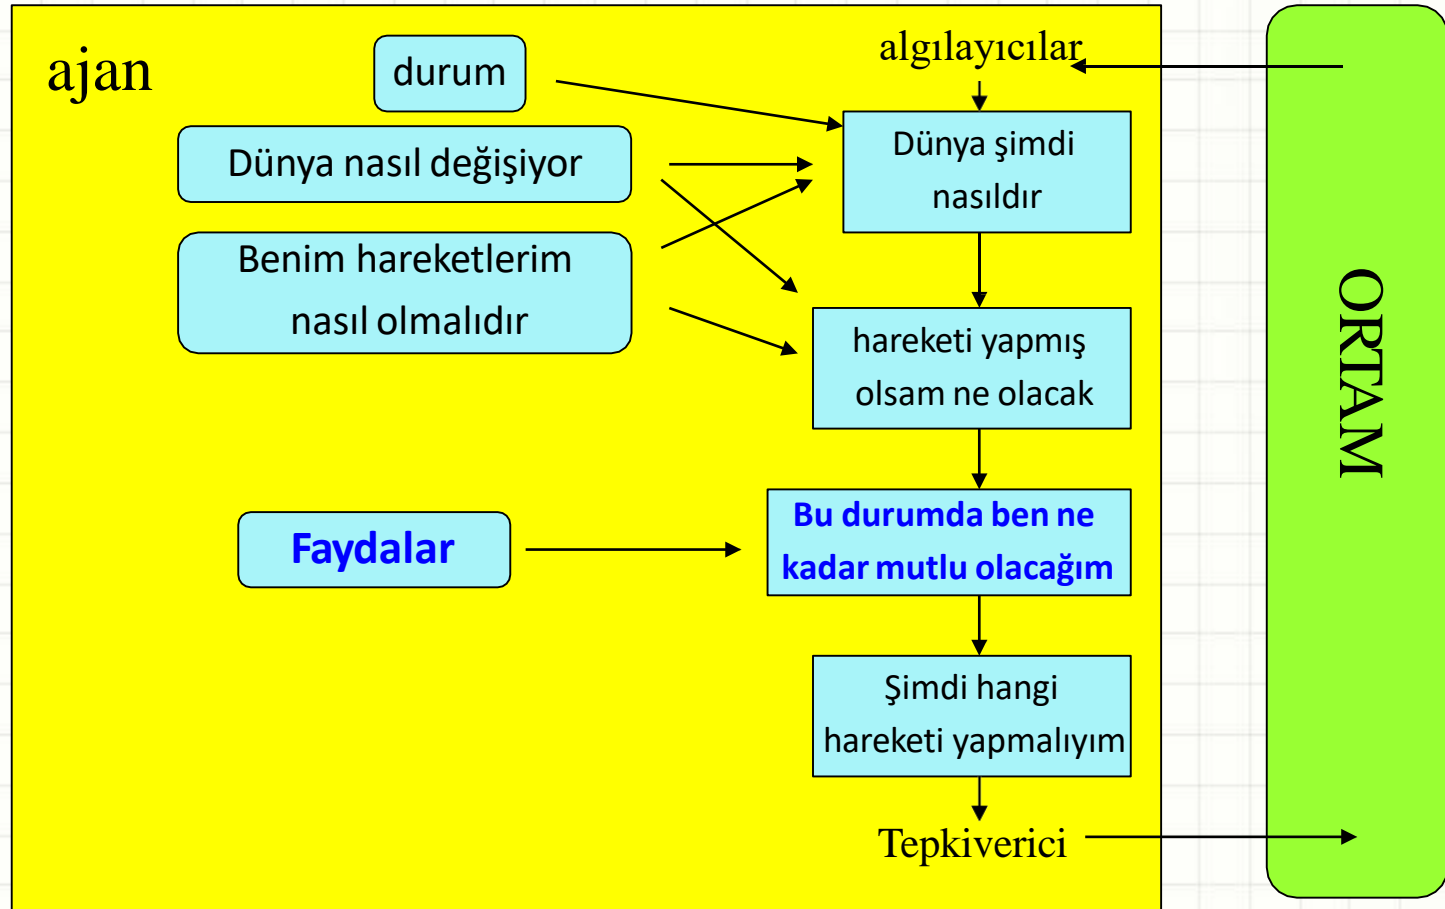 ajan
durum
algılayıcılar
Dünya nasıl değişiyor
Dünya şimdi
nasıldır
Benim hareketlerim
nasıl olmalıdır
hareketi yapmış
olsam ne olacak
Faydalar
Bu durumda ben ne
kadar mutlu olacağım
Şimdi hangi
hareketi yapmalıyım
Tepkiverici
ORTAM